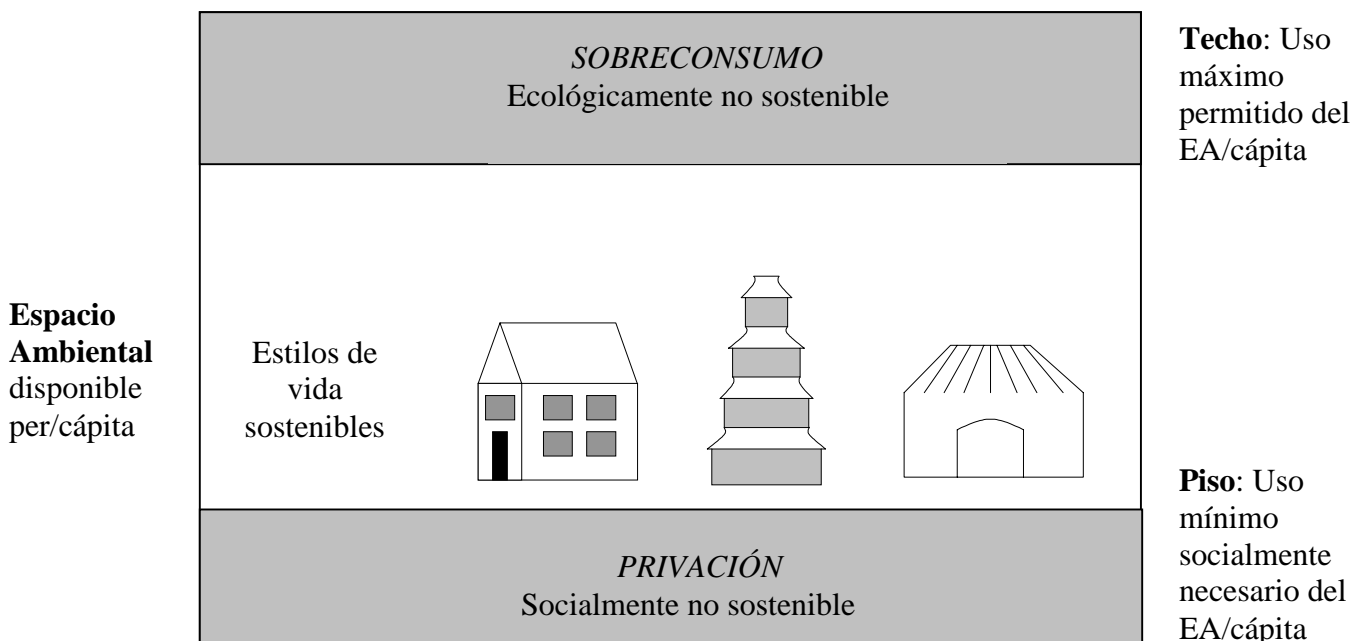 SOBRECONSUMO
Ecológicamente no sostenible
Techo: Uso
máximo
permitido del
EA/cápita
Espacio
Ambiental
disponible
per/cápita
Estilos de
vida
sostenibles
Piso: Uso
mínimo
socialmente
necesario del
EA/cápita
PRIVACIÓN
Socialmente no sostenible